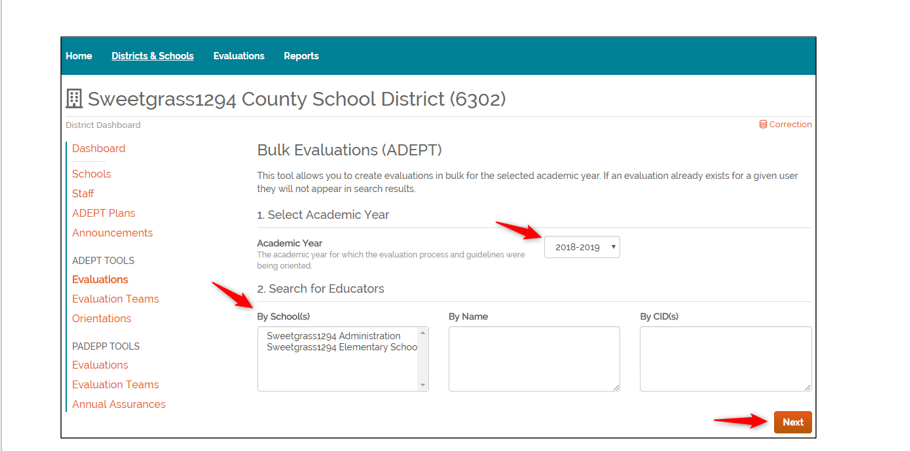 Home Districts & Schools Evaluations Reports
Sweetgrass1294 County School District (6302)
District Dashboard
Correction
Dashboard
Schools
Staff
ADEPT Plans
Announcements
ADEPT TOOLS
Evaluations
Evaluation Teams
Orientations
PADEPP TOOLS
Evaluations
Evaluation Teams
Annual Assurances
Bulk Evaluations (ADEPT)
This tool allows you to create evaluations in bulk for the selected academic year. If an evaluation already exists for a given user
they will not appear in search results.
1. Select Academic Year
Academic Year
The academic year for which the evaluation process and guidelines were
being oriented.
2018-2019
2. Search for Educators
By School(s)
Sweetgrass1294 Administration
Sweetgrass1294 Elementary Schoo
By Name
By CID(s)
Next